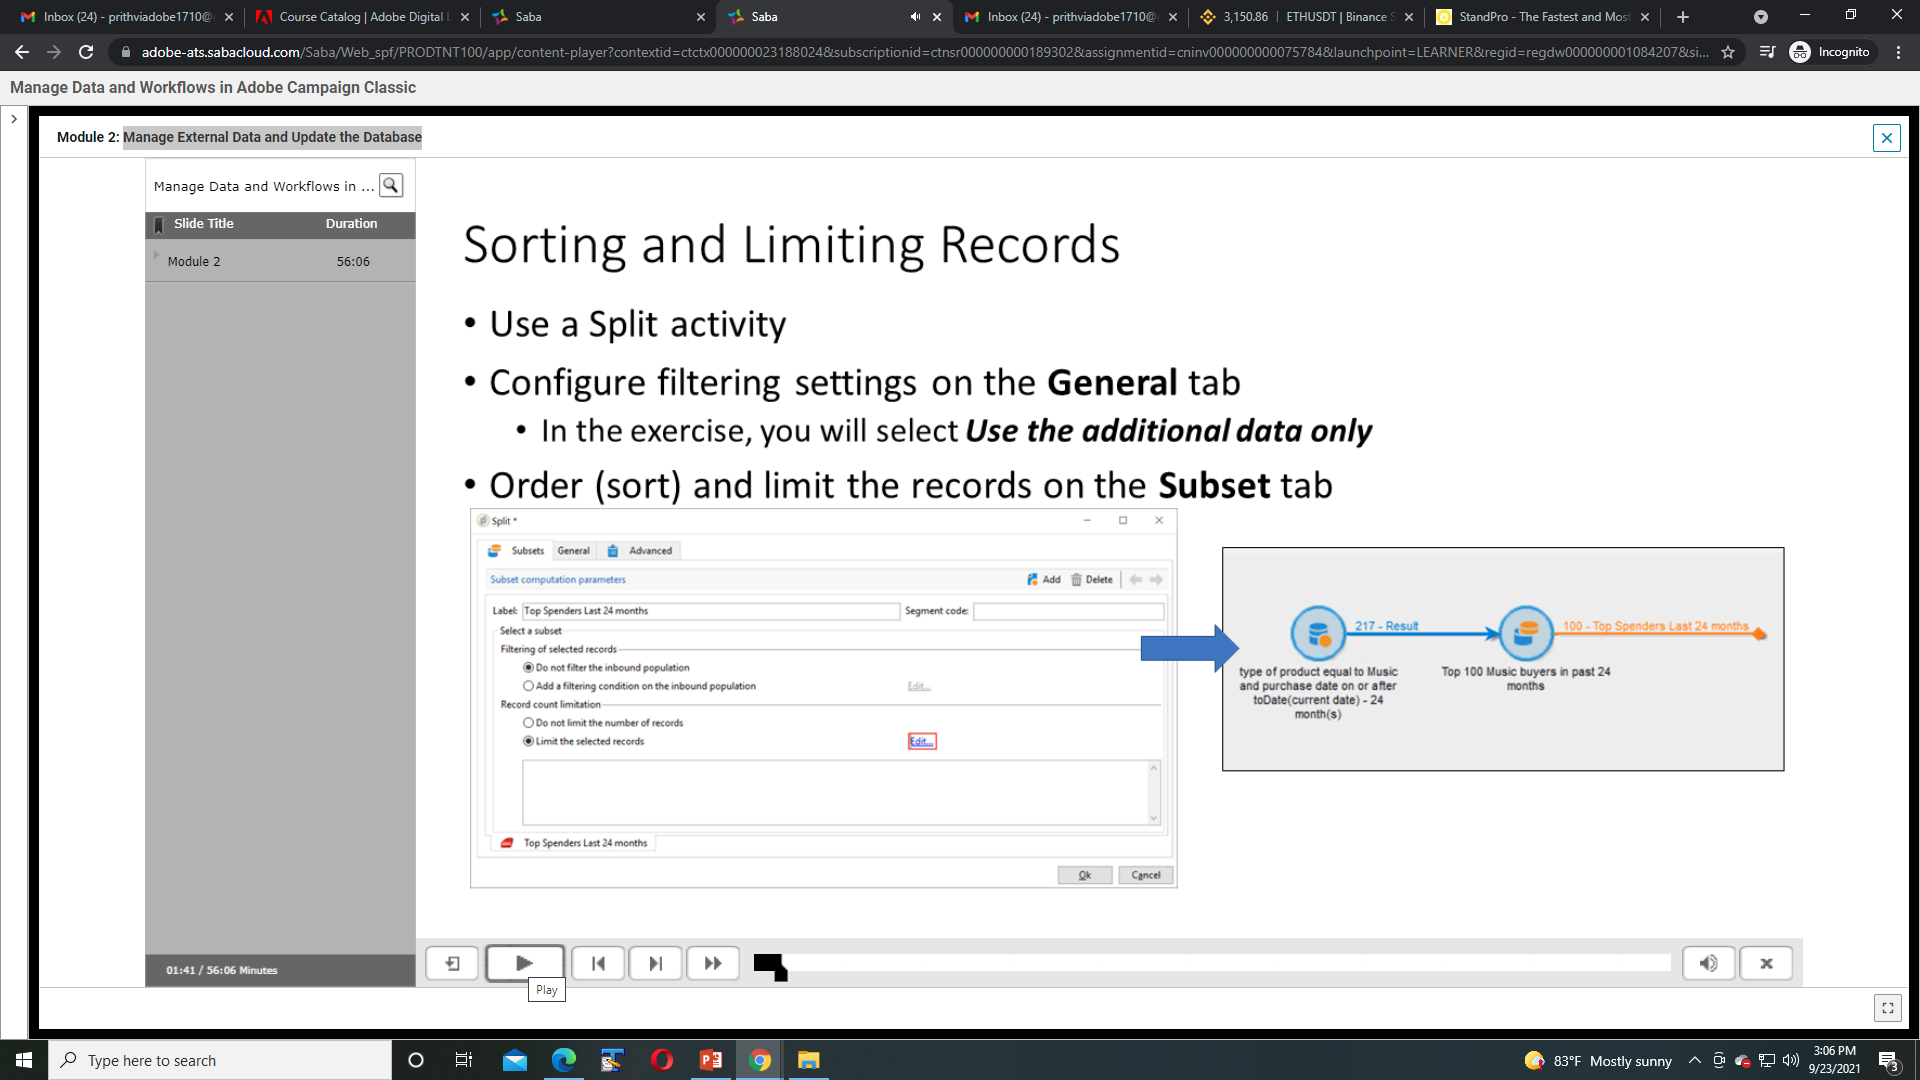 Inbox (24) - prithviadobe1710@
Course Catalog | Adobe Digital L
Saba
Saba
Inbox (24) - prithviadobe1710@
3,150.86 | ETHUSDT | Binance S
StandPro - The Fastest and Most
adobe-ats.sabacloud.com/Saba/Web_spf/PRODTNT100/app/content-player?contextid=ctctx000000023188024&subscriptionid=ctnsr0000000000189302&assignmentid=cninv000000000075784&launchpoint=LEARNER&regid=regdw000000001084207&si...
Incognito
Manage Data and Workflows in Adobe Campaign Classic
Module 2: Manage External Data and Update the Database
Manage Data and Workflows in ...
Slide Title Duration
Module 2 56:06
Sorting and Limiting Records
• Use a Split activity
• Configure filtering settings on the General tab
• In the exercise, you will select Use the additional data only
• Order (sort) and limit the records on the Subset tab
Split *
Subsets General Advanced
Subset computation parameters Add Delete
Label: Top Spenders Last 24 months Segment code:
Select a subset
Filtering of selected records
Do not filter the inbound population
Add a filtering condition on the inbound population Edit...
Record count limitation
Do not limit the number of records
Limit the selected records Edit...
Top Spenders Last 24 months
Ok Cancel
217 - Result
100 - Top Spenders Last 24 months
type of product equal to Music
and purchase date on or after
toDate(current date) - 24
month(s)
Top 100 Music buyers in past 24
months
01:41 / 56:06 Minutes
Play
Type here to search
83°F Mostly sunny
3:06 PM
9/23/2021
3